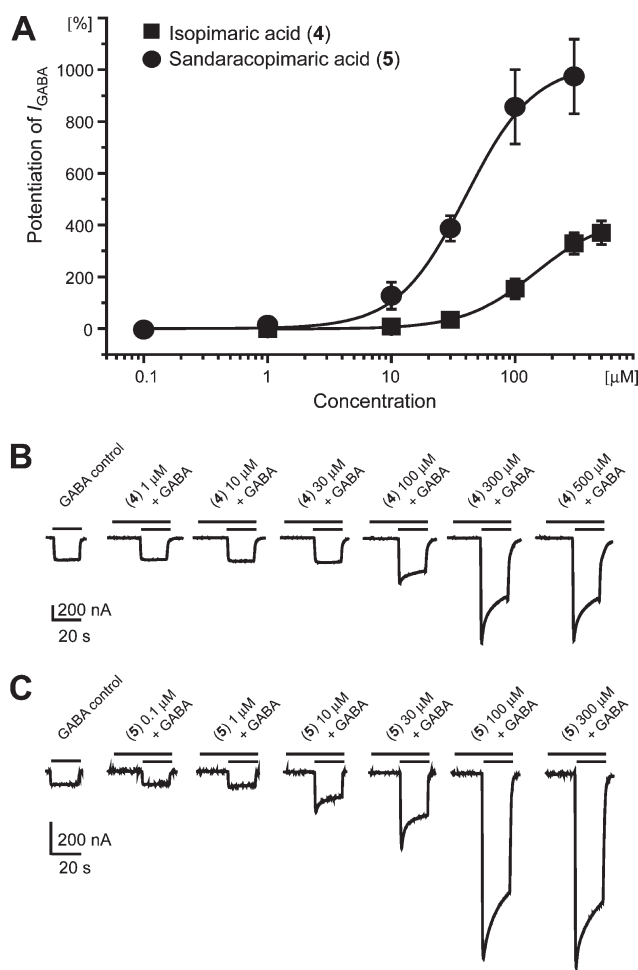 A
[%]
Isopimaric acid (4)
Sandaracopimaric acid (5)
Potentiation of I_GABA
1000
800
600
400
200
0
0.1 1 10 100 [μM]
Concentration
B
GABA control
(4) 1 μM
+ GABA
(4) 10 μM
+ GABA
(4) 30 μM
+ GABA
(4) 100 μM
+ GABA
(4) 300 μM
+ GABA
(4) 500 μM
+ GABA
200 nA
20 s
C
GABA control
(5) 0.1 μM
+ GABA
(5) 1 μM
+ GABA
(5) 10 μM
+ GABA
(5) 30 μM
+ GABA
(5) 100 μM
+ GABA
(5) 300 μM
+ GABA
200 nA
20 s